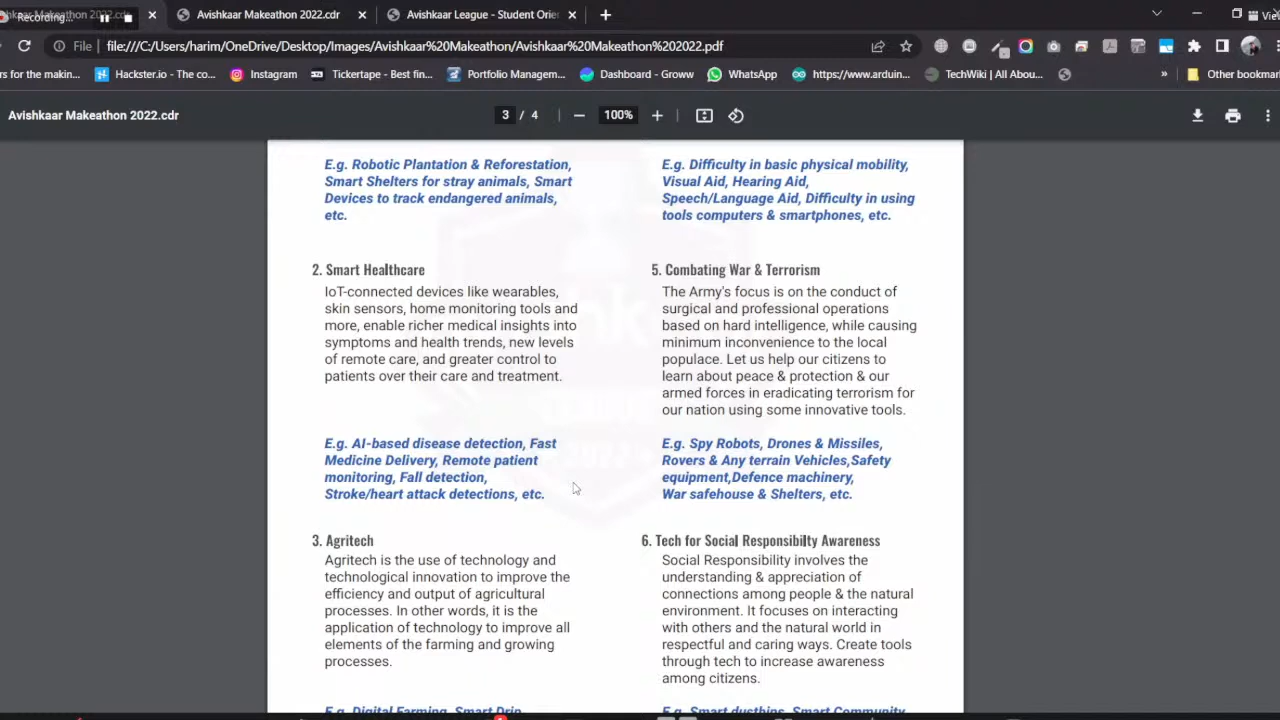 Recording...
Avishkaar Makeathon 2022.cdr
Avishkaar League - Student Orie
File
file:///C:/Users/harim/OneDrive/Desktop/Images/Avishkaar%20Makeathon/Avishkaar%20Makeathon%202022.pdf
rs for the makin...
Hackster.io - The co...
Instagram
Tickertape - Best fin...
Portfolio Managem...
Dashboard - Groww
WhatsApp
https://www.arduin...
TechWiki | All Abou...
»
Other bookmar
Avishkaar Makeathon 2022.cdr
3 / 4
100%
E.g. Robotic Plantation & Reforestation,
Smart Shelters for stray animals, Smart
Devices to track endangered animals,
etc.
2. Smart Healthcare
IoT-connected devices like wearables,
skin sensors, home monitoring tools and
more, enable richer medical insights into
symptoms and health trends, new levels
of remote care, and greater control to
patients over their care and treatment.
E.g. AI-based disease detection, Fast
Medicine Delivery, Remote patient
monitoring, Fall detection,
Stroke/heart attack detections, etc.
3. Agritech
Agritech is the use of technology and
technological innovation to improve the
efficiency and output of agricultural
processes. In other words, it is the
application of technology to improve all
elements of the farming and growing
processes.
E.g. Digital Farming, Smart Drip
E.g. Difficulty in basic physical mobility,
Visual Aid, Hearing Aid,
Speech/Language Aid, Difficulty in using
tools computers & smartphones, etc.
5. Combating War & Terrorism
The Army's focus is on the conduct of
surgical and professional operations
based on hard intelligence, while causing
minimum inconvenience to the local
populace. Let us help our citizens to
learn about peace & protection & our
armed forces in eradicating terrorism for
our nation using some innovative tools.
E.g. Spy Robots, Drones & Missiles,
Rovers & Any terrain Vehicles,Safety
equipment,Defence machinery,
War safehouse & Shelters, etc.
6. Tech for Social Responsibilty Awareness
Social Responsibility involves the
understanding & appreciation of
connections among people & the natural
environment. It focuses on interacting
with others and the natural world in
respectful and caring ways. Create tools
through tech to increase awareness
among citizens.
E.g. Smart dustbins, Smart Community